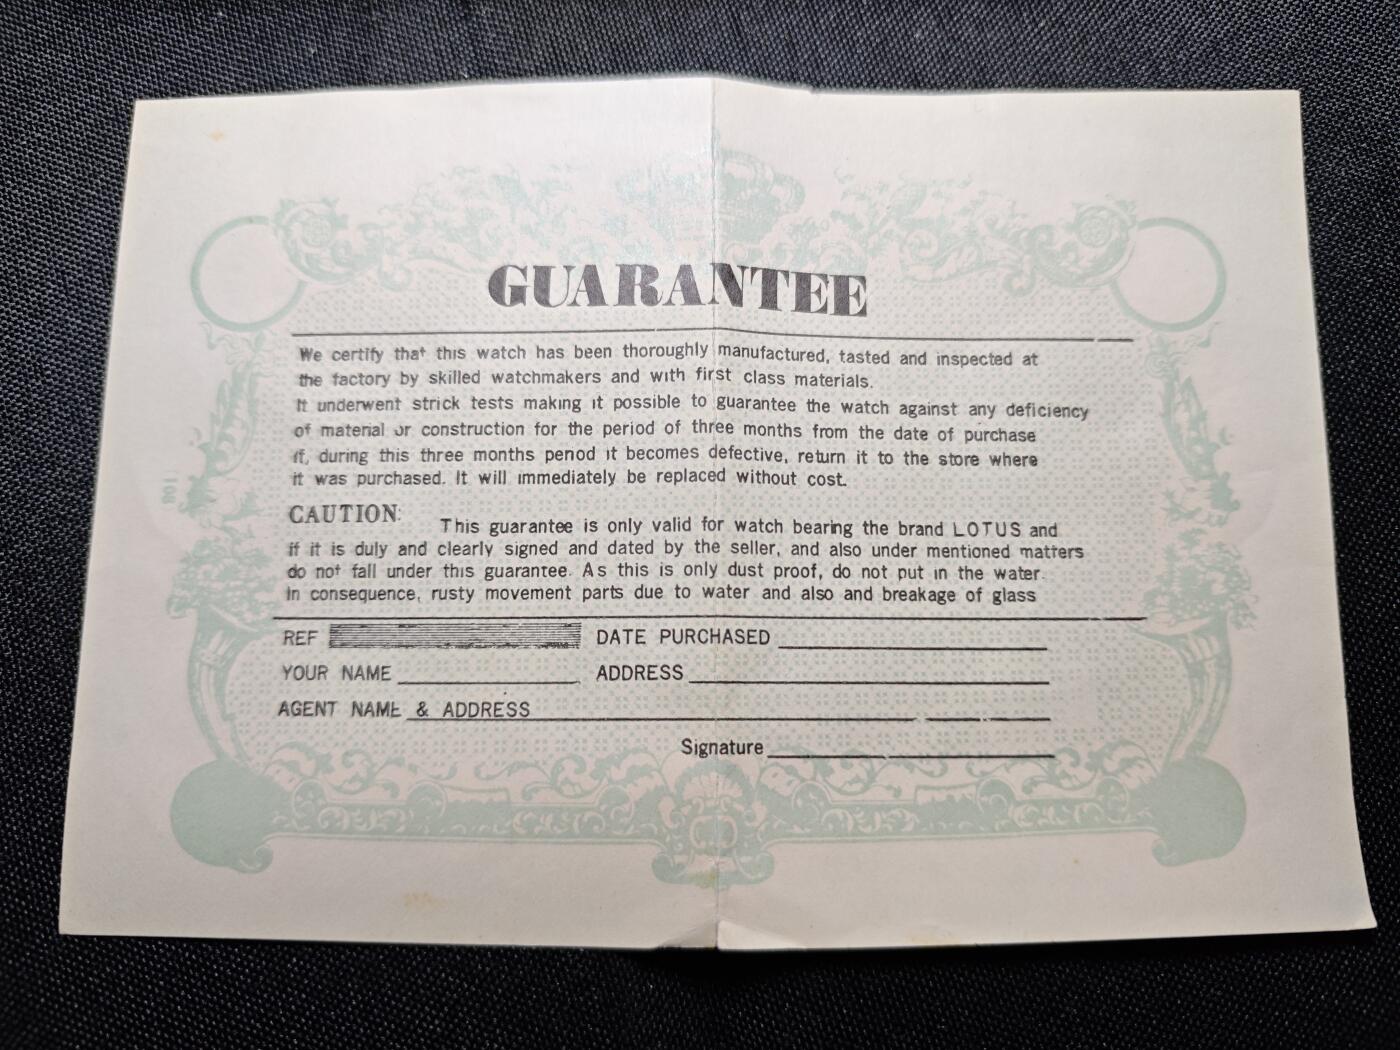 GUARANTEE
We certify that this watch has been thoroughly manufactured, tasted and inspected at
the factory by skilled watchmakers and with first class materials.
It underwent strick tests making it possible to guarantee the watch against any deficiency
of material or construction for the period of three months from the date of purchase
if, during this three months period it becomes defective, return it to the store where
it was purchased. It will immediately be replaced without cost.
CAUTION: This guarantee is only valid for watch bearing the brand LOTUS and
if it is duly and clearly signed and dated by the seller, and also under mentioned matters
do not fall under this guarantee. As this is only dust proof, do not put in the water.
In consequence, rusty movement parts due to water and also and breakage of glass
REF DATE PURCHASED
YOUR NAME ADDRESS
AGENT NAME & ADDRESS
Signature